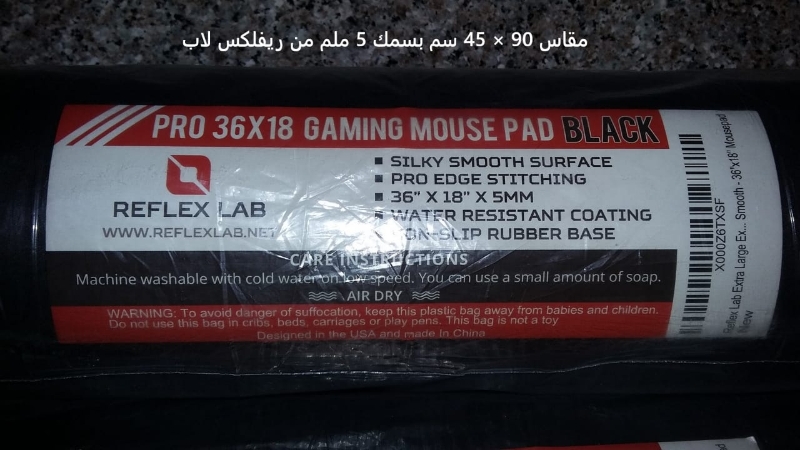 مقاس 90 × 45 سم بسمك 5 ملم من ريفلكس لاب
PRO 36X18 GAMING MOUSE PAD BLACK
REFLEX LAB
WWW.REFLEXLAB.NET
SILKY SMOOTH SURFACE
PRO EDGE STITCHING
36" X 18" X 5MM
WATER RESISTANT COATING
NON-SLIP RUBBER BASE
CARE INSTRUCTIONS
Machine washable with cold water on low speed. You can use a small amount of soap.
AIR DRY
WARNING: To avoid danger of suffocation, keep this plastic bag away from babies and children.
Do not use this bag in cribs, beds, carriages or play pens. This bag is not a toy
Designed in the USA and made In China
X000Z6TXSF
Reflex Lab Extra Large Ex... Smooth - 36"x18" Mousepad
New